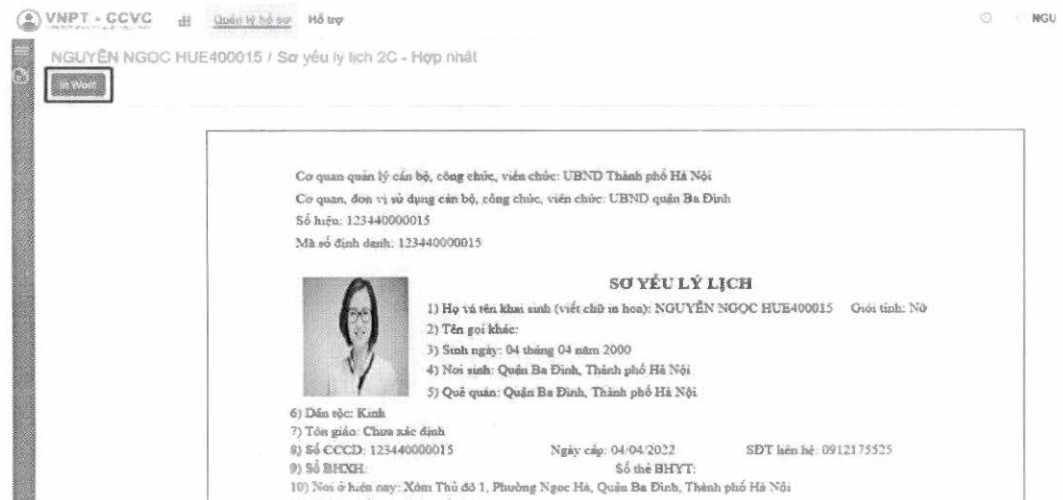 VNPT - CCVC Quản lý hồ sơ Hỗ trợ NGU
NGUYỄN NGỌC HUE400015 / Sơ yếu lý lịch 2C - Hợp nhất
In Word
Cơ quan quản lý cán bộ, công chức, viên chức: UBND Thành phố Hà Nội
Cơ quan, đơn vị sử dụng cán bộ, công chức, viên chức: UBND quận Ba Đình
Số hiệu: 123440000015
Mã số định danh: 123440000015
SƠ YẾU LÝ LỊCH
1) Họ và tên khai sinh (viết chữ in hoa): NGUYỄN NGỌC HUE400015 Giới tính: Nữ
2) Tên gọi khác:
3) Sinh ngày: 04 tháng 04 năm 2000
4) Nơi sinh: Quận Ba Đình, Thành phố Hà Nội
5) Quê quán: Quận Ba Đình, Thành phố Hà Nội
6) Dân tộc: Kinh
7) Tôn giáo: Chưa xác định
8) Số CCCD: 123440000015 Ngày cấp: 04/04/2022 SĐT liên hệ: 0912175525
9) Số BHXH: Số thẻ BHYT:
10) Nơi ở hiện nay: Xóm Thủ đô 1, Phường Ngọc Hà, Quận Ba Đình, Thành phố Hà Nội